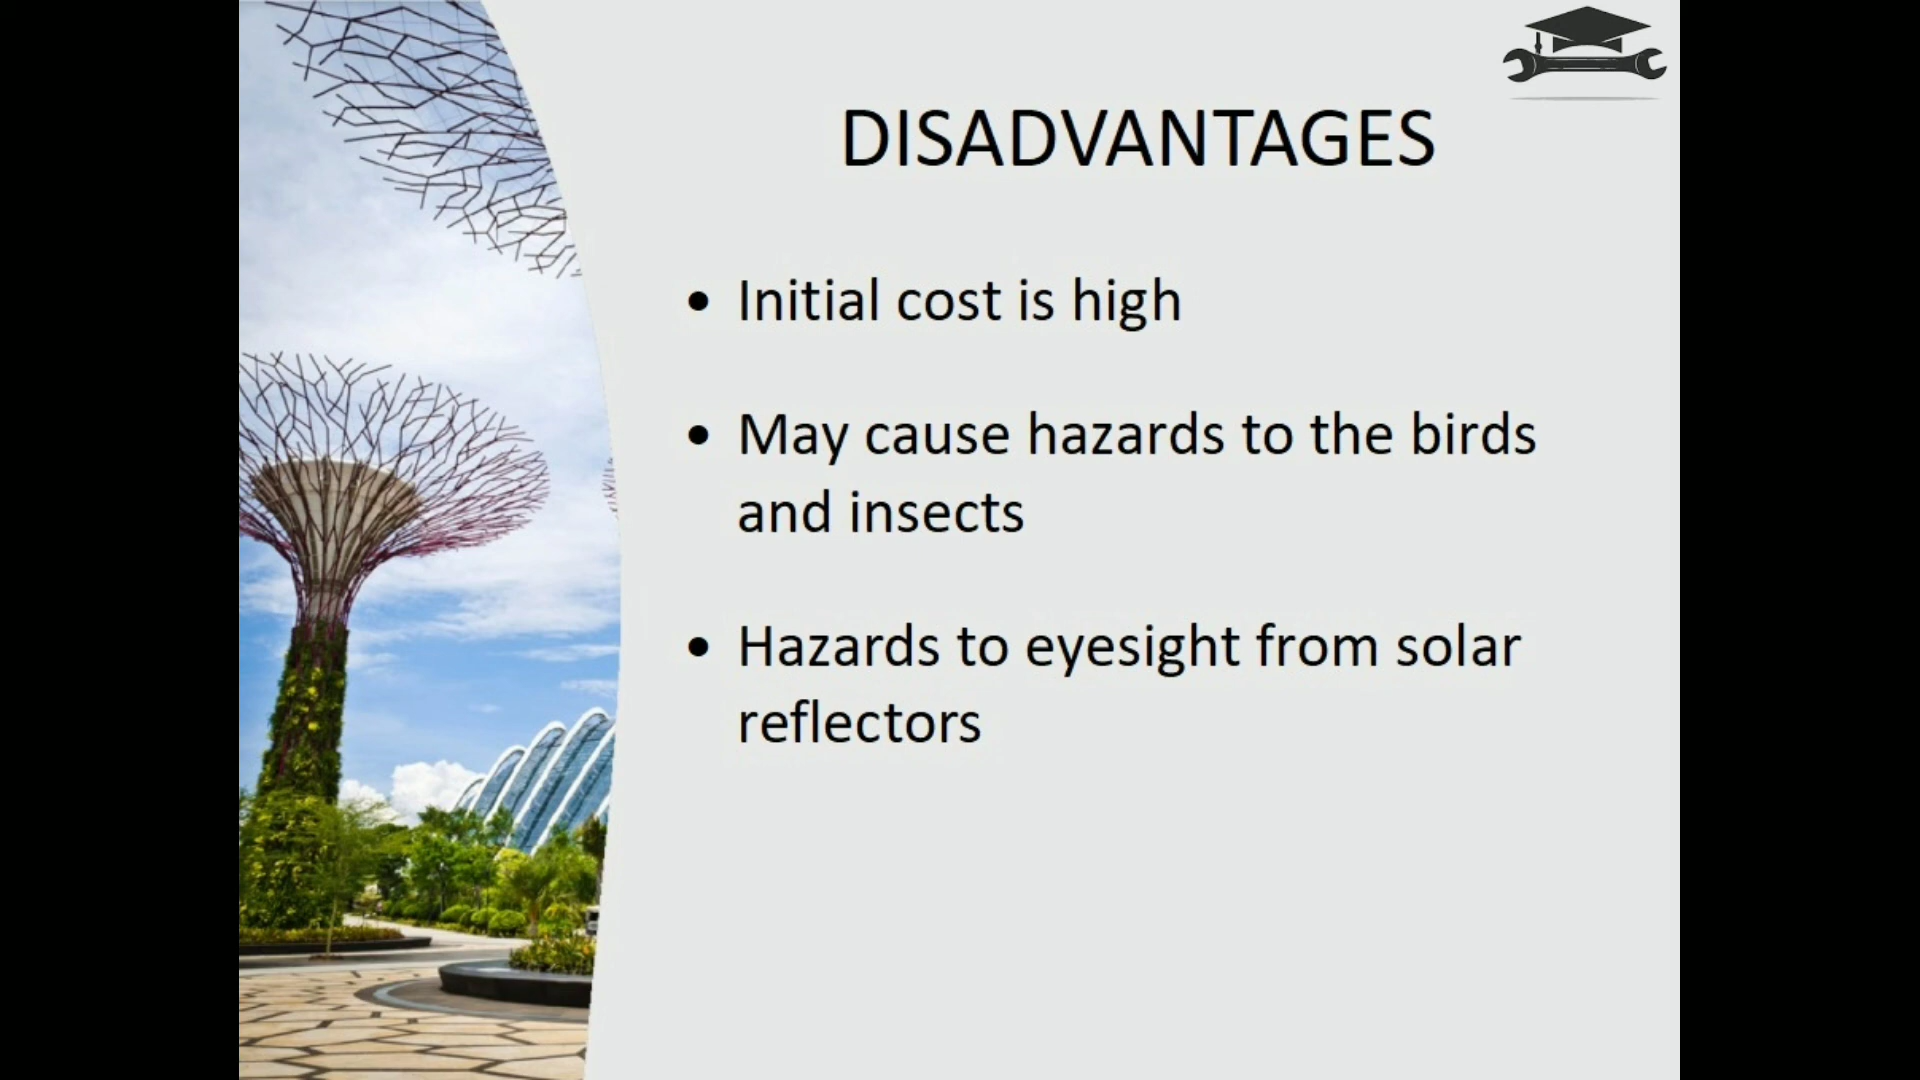 DISADVANTAGES
• Initial cost is high
• May cause hazards to the birds
and insects
• Hazards to eyesight from solar
reflectors